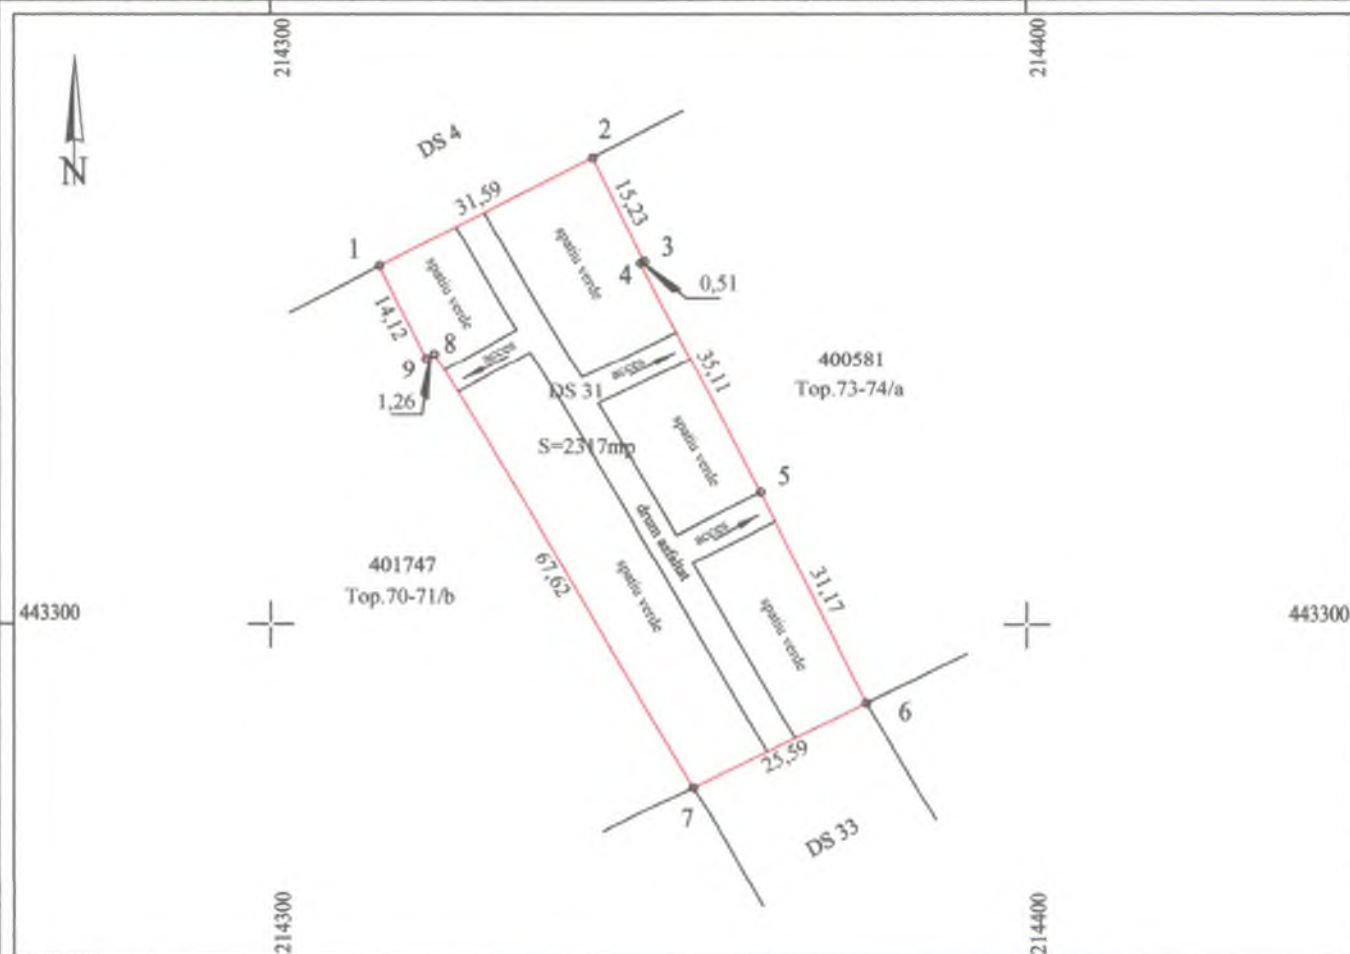 214300
214400
N
DS 4
2
31,59
15,23
1
3
4
0,51
spatiu verde
spatiu verde
14,12
8
9
acces
acces
1,26
35,11
400581
Top.73-74/a
DS 31
S=2317mp
spatiu verde
5
drum asfaltat
acces
401747
Top.70-71/b
67,62
spatiu verde
31,17
spatiu verde
443300
443300
6
25,59
7
DS 33
214300
214400